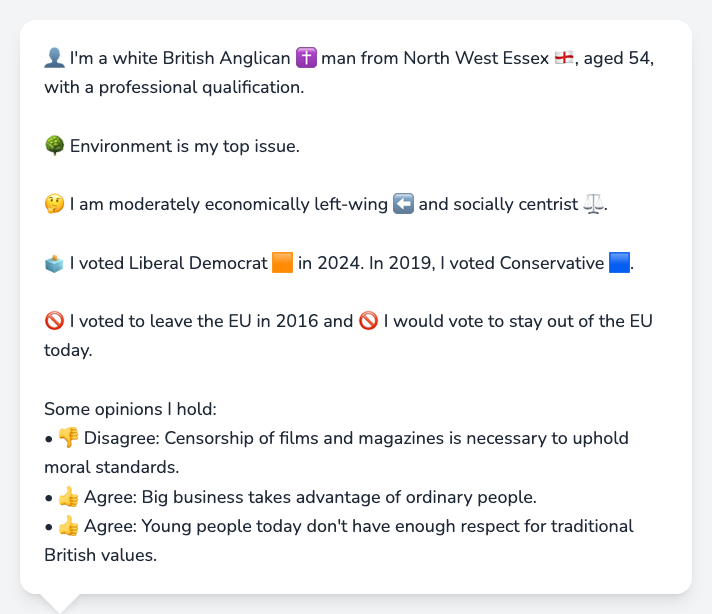 👤 I'm a white British Anglican ✝️ man from North West Essex 🏴󠁧󠁢󠁥󠁮󠁧󠁿, aged 54,
with a professional qualification.
🌳 Environment is my top issue.
🤔 I am moderately economically left-wing ⬅️ and socially centrist ⚖️.
🗳️ I voted Liberal Democrat 🟧 in 2024. In 2019, I voted Conservative 🟦.
🚫 I voted to leave the EU in 2016 and 🚫 I would vote to stay out of the EU
today.
Some opinions I hold:
• 👎 Disagree: Censorship of films and magazines is necessary to uphold
moral standards.
• 👍 Agree: Big business takes advantage of ordinary people.
• 👍 Agree: Young people today don't have enough respect for traditional
British values.